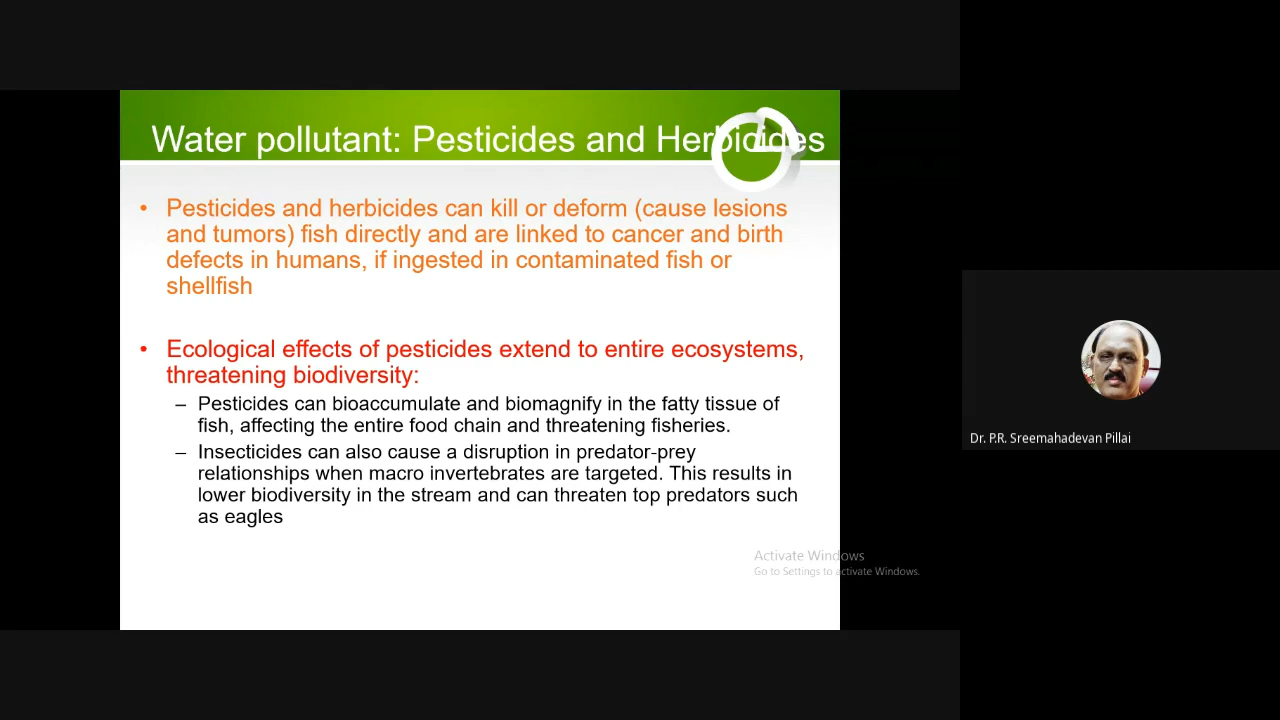 Water pollutant: Pesticides and Herbicides
• Pesticides and herbicides can kill or deform (cause lesions
and tumors) fish directly and are linked to cancer and birth
defects in humans, if ingested in contaminated fish or
shellfish
• Ecological effects of pesticides extend to entire ecosystems,
threatening biodiversity:
– Pesticides can bioaccumulate and biomagnify in the fatty tissue of
fish, affecting the entire food chain and threatening fisheries.
– Insecticides can also cause a disruption in predator-prey
relationships when macro invertebrates are targeted. This results in
lower biodiversity in the stream and can threaten top predators such
as eagles
Activate Windows
Go to Settings to activate Windows.
Dr. P.R. Sreemahadevan Pillai